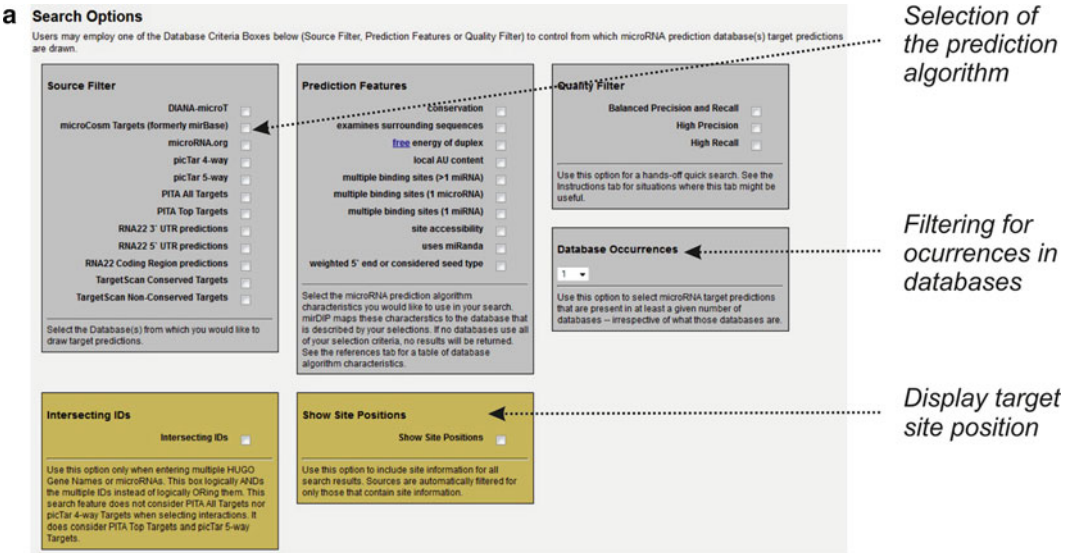 a
Search Options
Users may employ one of the Database Criteria Boxes below (Source Filter, Prediction Features or Quality Filter) to control from which microRNA prediction database(s) target predictions
are drawn.
Source Filter
DIANA-microT
microCosm Targets (formerly mirBase)
microRNA.org
picTar 4-way
picTar 5-way
PITA All Targets
PITA Top Targets
RNA22 3` UTR predictions
RNA22 5` UTR predictions
RNA22 Coding Region predictions
TargetScan Conserved Targets
TargetScan Non-Conserved Targets
Select the Database(s) from which you would like to
draw target predictions.
Prediction Features
conservation
examines surrounding sequences
free energy of duplex
local AU content
multiple binding sites (>1 miRNA)
multiple binding sites (1 microRNA)
multiple binding sites (1 miRNA)
site accessibility
uses miRanda
weighted 5` end or considered seed type
Select the microRNA prediction algorithm
characteristics you would like to use in your search.
mirDIP maps these characterstics to the database that
is described by your selections. If no databases use all
of your selection criteria, no results will be returned.
See the references tab for a table of database
algorithm characteristics.
Quality Filter
Balanced Precision and Recall
High Precision
High Recall
Use this option for a hands-off quick search. See the
Instructions tab for situations where this tab might be
useful.
Database Occurrences
1
Use this option to select microRNA target predictions
that are present in at least a given number of
databases -- irrespective of what those databases are.
Intersecting IDs
Intersecting IDs
Use this option only when entering multiple HUGO
Gene Names or microRNAs. This box logically ANDs
the multiple IDs instead of logically ORing them. This
search feature does not consider PITA All Targets nor
picTar 4-way Targets when selecting interactions. It
does consider PITA Top Targets and picTar 5-way
Targets.
Show Site Positions
Show Site Positions
Use this option to include site information for all
search results. Sources are automatically filtered for
only those that contain site information.
Selection of
the prediction
algorithm
Filtering for
ocurrences in
databases
Display target
site position